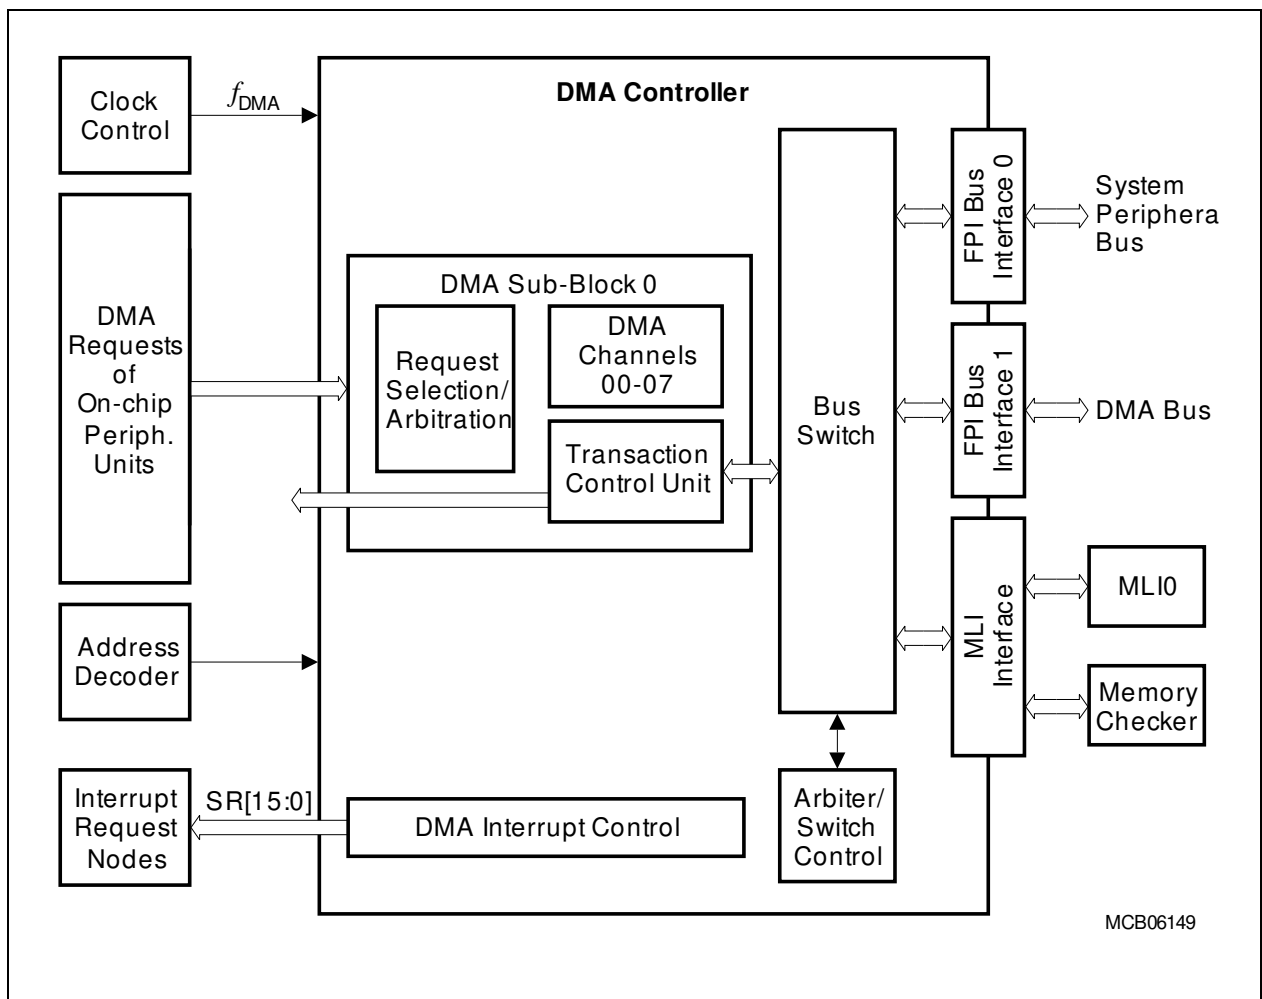 Clock
Control
fDMA
DMA Controller
DMA
Requests
of
On-chip
Periph.
Units
DMA Sub-Block 0
Request
Selection/
Arbitration
DMA
Channels
00-07
Transaction
Control Unit
Bus
Switch
FPI Bus
Interface 0
System
Periphera
Bus
FPI Bus
Interface 1
DMA Bus
MLI
Interface
MLI0
Memory
Checker
Address
Decoder
Interrupt
Request
Nodes
SR[15:0]
DMA Interrupt Control
Arbiter/
Switch
Control
MCB06149